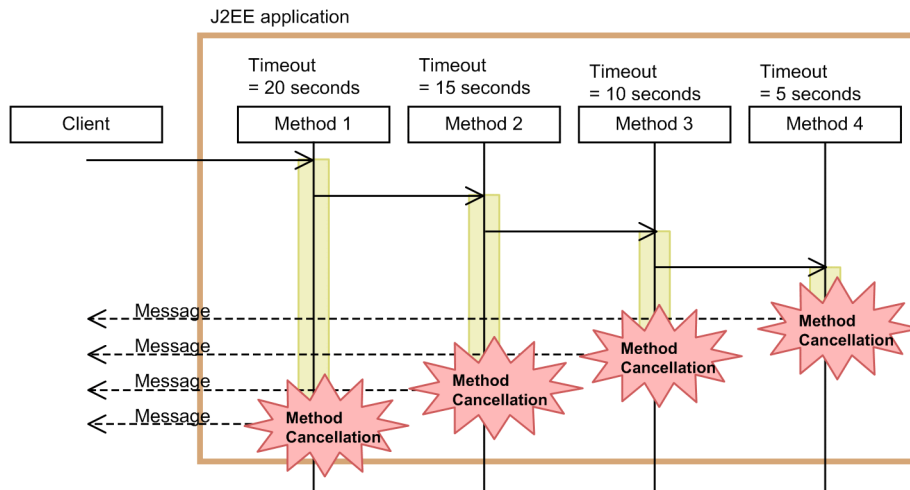 J2EE application
Timeout
= 20 seconds
Timeout
= 15 seconds
Timeout
= 10 seconds
Timeout
= 5 seconds
Client
Method 1
Method 2
Method 3
Method 4
Message
Method
Cancellation
Message
Method
Cancellation
Message
Method
Cancellation
Message
Method
Cancellation